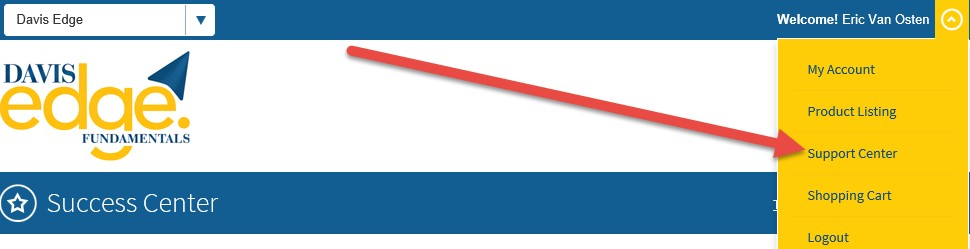 Davis Edge
Welcome! Eric Van Osten
DAVIS
edge.
FUNDAMENTALS
My Account
Product Listing
Support Center
Shopping Cart
Logout
Success Center